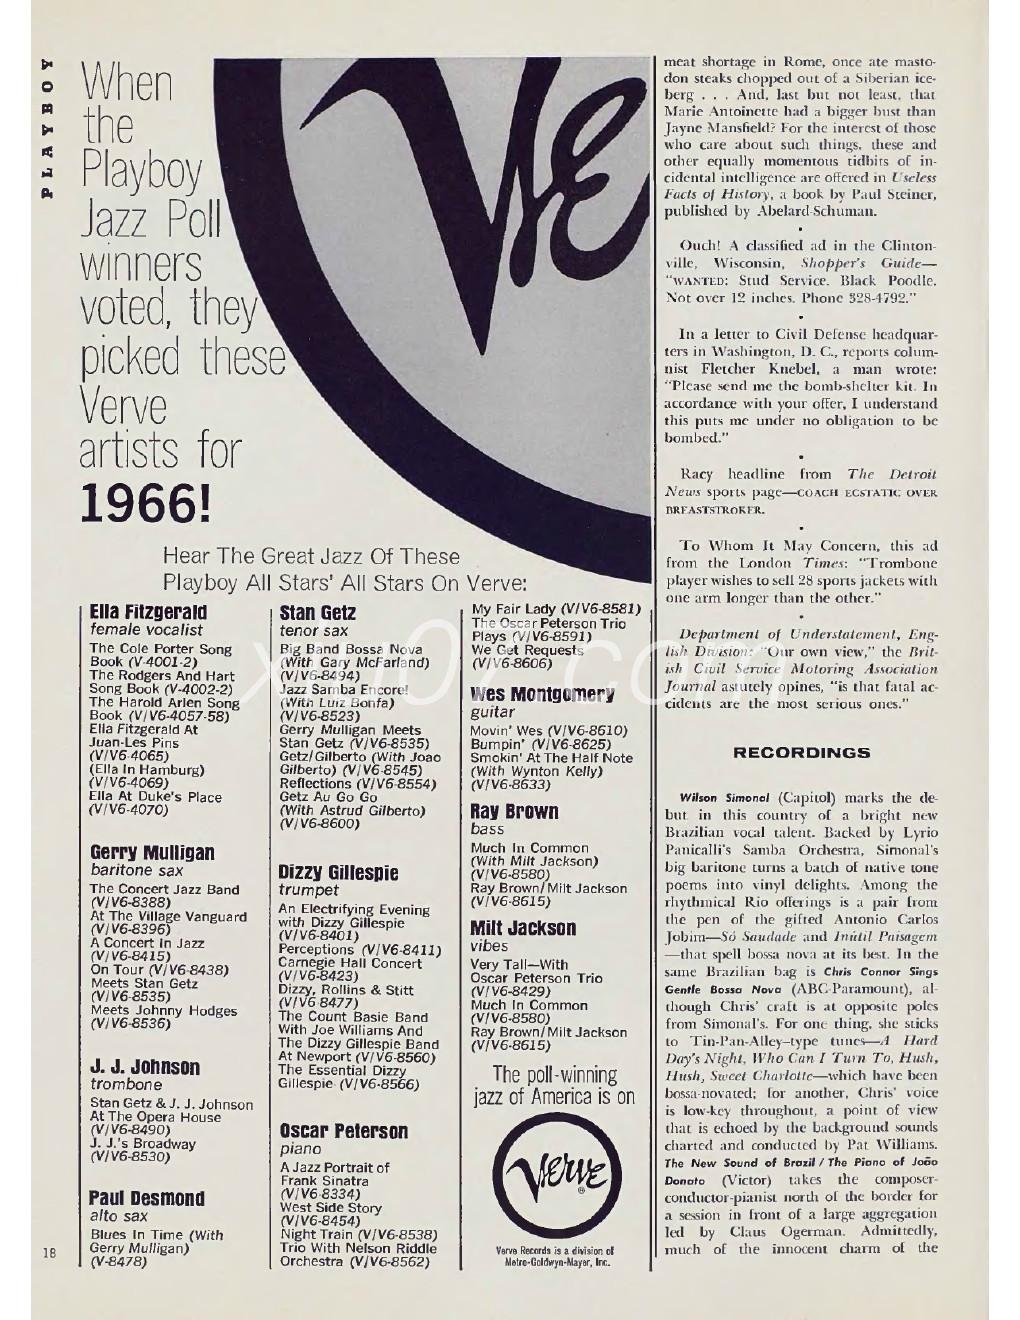 PLAYBOY
When
the
Playboy
Jazz Poll
winners
voted, they
picked these
Verve
artists for
1966!
Verve
Hear The Great Jazz Of These
Playboy All Stars' All Stars On Verve:
Ella Fitzgerald
female vocalist
The Cole Porter Song
Book (V-4001-2)
The Rodgers And Hart
Song Book (V-4002-2)
The Harold Arlen Song
Book (V/V6-4057-58)
Ella Fitzgerald At
Juan-Les Pins
(V/V6-4065)
(Ella In Hamburg)
(V/V6-4069)
Ella At Duke's Place
(V/V6-4070)
Gerry Mulligan
baritone sax
The Concert Jazz Band
(V/V6-8388)
At The Village Vanguard
(V/V6-8396)
A Concert In Jazz
(V/V6-8415)
On Tour (V/V6-8438)
Meets Stan Getz
(V/V6-8535)
Meets Johnny Hodges
(V/V6-8536)
J. J. Johnson
trombone
Stan Getz & J. J. Johnson
At The Opera House
(V/V6-8490)
J. J.'s Broadway
(V/V6-8530)
Paul Desmond
alto sax
Blues In Time (With
Gerry Mulligan)
(V-8478)
Stan Getz
tenor sax
Big Band Bossa Nova
(With Gary McFarland)
(V/V6-8494)
Jazz Samba Encore!
(With Luiz Bonfa)
(V/V6-8523)
Gerry Mulligan Meets
Stan Getz (V/V6-8535)
Getz/Gilberto (With Joao
Gilberto) (V/V6-8545)
Reflections (V/V6-8554)
Getz Au Go Go
(With Astrud Gilberto)
(V/V6-8600)
Dizzy Gillespie
trumpet
An Electrifying Evening
with Dizzy Gillespie
(V/V6-8401)
Perceptions (V/V6-8411)
Carnegie Hall Concert
(V/V6-8423)
Dizzy, Rollins & Stitt
(V/V6-8477)
The Count Basie Band
With Joe Williams And
The Dizzy Gillespie Band
At Newport (V/V6-8560)
The Essential Dizzy
Gillespie (V/V6-8566)
Oscar Peterson
piano
A Jazz Portrait of
Frank Sinatra
(V/V6-8334)
West Side Story
(V/V6-8454)
Night Train (V/V6-8538)
Trio With Nelson Riddle
Orchestra (V/V6-8562)
My Fair Lady (V/V6-8581)
The Oscar Peterson Trio
Plays (V/V6-8591)
We Get Requests
(V/V6-8606)
Wes Montgomery
guitar
Movin' Wes (V/V6-8610)
Bumpin' (V/V6-8625)
Smokin' At The Half Note
(With Wynton Kelly)
(V/V6-8633)
Ray Brown
bass
Much In Common
(With Milt Jackson)
(V/V6-8580)
Ray Brown/Milt Jackson
(V/V6-8615)
Milt Jackson
vibes
Very Tall—With
Oscar Peterson Trio
(V/V6-8429)
Much In Common
(V/V6-8580)
Ray Brown/Milt Jackson
(V/V6-8615)
The poll-winning
jazz of America is on
Verve ®
Verve Records is a division of
Metro-Goldwyn-Mayer, Inc.
18
meat shortage in Rome, once ate masto-
don steaks chopped out of a Siberian ice-
berg . . . And, last but not least, that
Marie Antoinette had a bigger bust than
Jayne Mansfield? For the interest of those
who care about such things, these and
other equally momentous tidbits of in-
cidental intelligence are offered in Useless
Facts of History, a book by Paul Steiner,
published by Abelard-Schuman.
•
Ouch! A classified ad in the Clinton-
ville, Wisconsin, Shopper's Guide—
"WANTED: Stud Service. Black Poodle.
Not over 12 inches. Phone 328-4792."
•
In a letter to Civil Defense headquar-
ters in Washington, D. C., reports colum-
nist Fletcher Knebel, a man wrote:
"Please send me the bomb-shelter kit. In
accordance with your offer, I understand
this puts me under no obligation to be
bombed."
•
Racy headline from The Detroit
News sports page—COACH ECSTATIC OVER
BREASTSTROKER.
•
To Whom It May Concern, this ad
from the London Times: "Trombone
player wishes to sell 28 sports jackets with
one arm longer than the other."
•
Department of Understatement, Eng-
lish Division: "Our own view," the Brit-
ish Civil Service Motoring Association
Journal astutely opines, "is that fatal ac-
cidents are the most serious ones."
RECORDINGS
Wilson Simonal (Capitol) marks the de-
but in this country of a bright new
Brazilian vocal talent. Backed by Lyrio
Panicalli's Samba Orchestra, Simonal's
big baritone turns a batch of native tone
poems into vinyl delights. Among the
rhythmical Rio offerings is a pair from
the pen of the gifted Antonio Carlos
Jobim—Só Saudade and Inútil Paisagem
—that spell bossa nova at its best. In the
same Brazilian bag is Chris Connor Sings
Gentle Bossa Nova (ABC-Paramount), al-
though Chris' craft is at opposite poles
from Simonal's. For one thing, she sticks
to Tin-Pan-Alley–type tunes—A Hard
Day's Night, Who Can I Turn To, Hush,
Hush, Sweet Charlotte—which have been
bossa-novated; for another, Chris' voice
is low-key throughout, a point of view
that is echoed by the background sounds
charted and conducted by Pat Williams.
The New Sound of Brazil / The Piano of João
Donato (Victor) takes the composer-
conductor-pianist north of the border for
a session in front of a large aggregation
led by Claus Ogerman. Admittedly,
much of the innocent charm of the